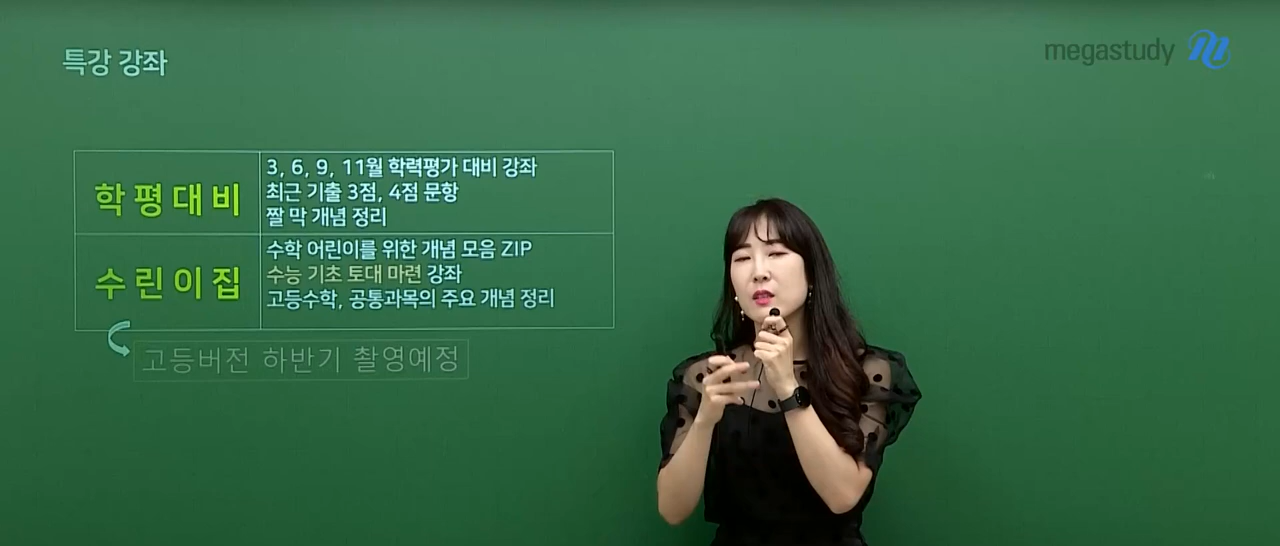 특강 강좌
megastudy
학평대비
3, 6, 9, 11월 학력평가 대비 강좌
최근 기출 3점, 4점 문항
짤 막 개념 정리
수린이집
수학 어린이를 위한 개념 모음 ZIP
수능 기초 토대 마련 강좌
고등수학, 공통과목의 주요 개념 정리
고등버전 하반기 촬영예정